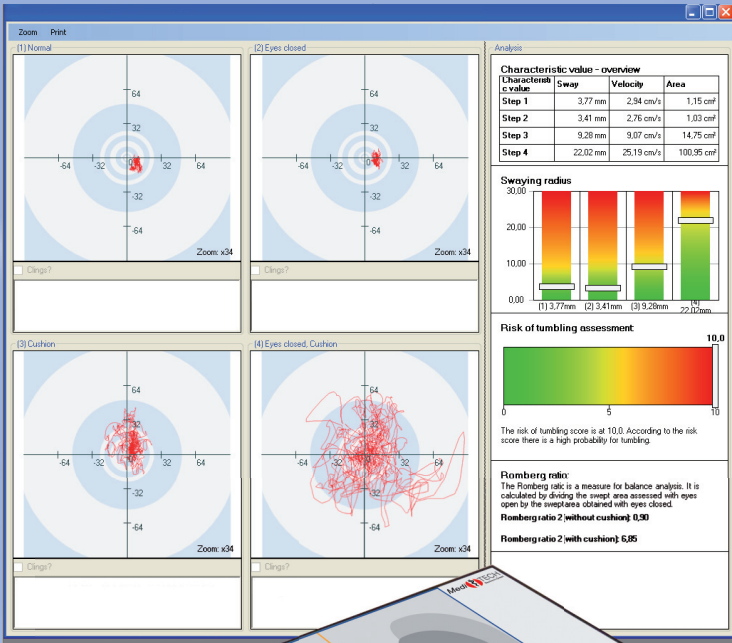 Zoom Print
(1) Normal
64
32
-64 -32 0 32 64
-32
-64
Zoom: x34
Clings?
(2) Eyes closed
64
32
-64 -32 0 32 64
-32
-64
Zoom: x34
Clings?
(3) Cushion
64
32
-64 -32 32 64
-32
-64
Zoom: x34
Clings?
(4) Eyes closed, Cushion
64
32
-64 -32 32 64
-32
-64
Zoom: x34
Clings?
Analysis
Characteristic value - overview
Characteristi Sway Velocity Area
c value
Step 1 3,77 mm 2,94 cm/s 1,15 cm²
Step 2 3,41 mm 2,76 cm/s 1,03 cm²
Step 3 9,28 mm 9,07 cm/s 14,75 cm²
Step 4 22,02 mm 25,19 cm/s 100,95 cm²
Swaying radius
30,00
20,00
10,00
0,00
(1) 3,77mm (2) 3,41mm (3) 9,28mm (4)
22,02mm
Risk of tumbling assessment:
10,0
0 5 10
The risk of tumbling score is at 10,0. According to the risk
score there is a high probability for tumbling.
Romberg ratio:
The Romberg ratio is a measure for balance analysis. It is
calculated by dividing the swept area assessed with eyes
open by the sweptarea obtained with eyes closed.
Romberg ratio 2 (without cushion): 0,90
Romberg ratio 2 (with cushion): 6,85
MediTECH